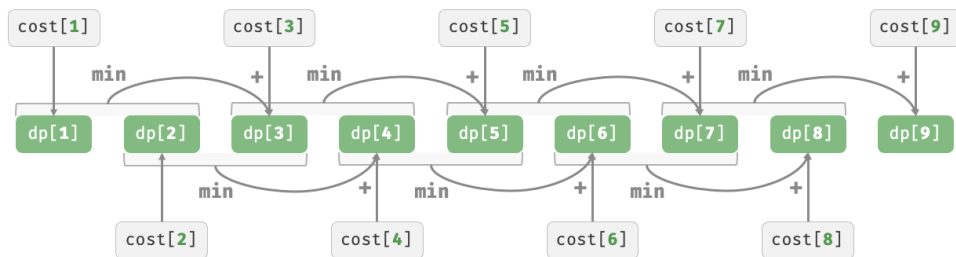 cost[1] cost[3] cost[5] cost[7] cost[9]
min + min + min + min +
dp[1] dp[2] dp[3] dp[4] dp[5] dp[6] dp[7] dp[8] dp[9]
min + min + min +
cost[2] cost[4] cost[6] cost[8]